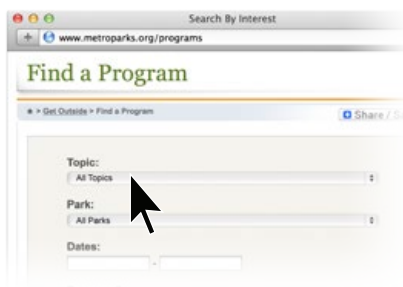 Search By Interest
www.metroparks.org/programs
Find a Program
> Get Outside > Find a Program
Share /
Topic:
All Topics
Park:
All Parks
Dates:
-